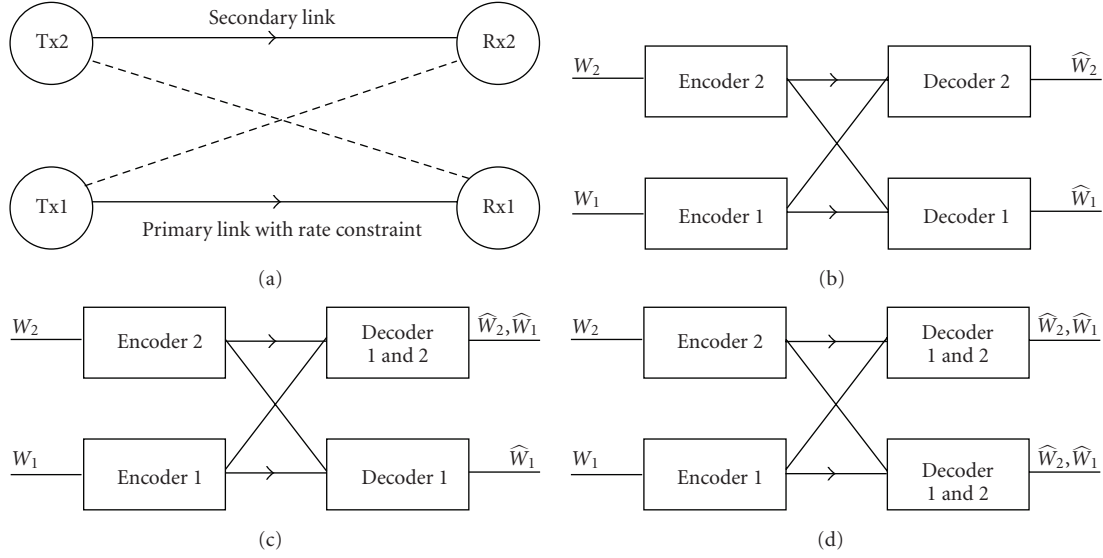 Secondary link
Tx2
Rx2
Tx1
Rx1
Primary link with rate constraint
(a)
W₂
Encoder 2
Decoder 2
Ŵ₂
W₁
Encoder 1
Decoder 1
Ŵ₁
(b)
W₂
Encoder 2
Decoder
1 and 2
Ŵ₂, Ŵ₁
W₁
Encoder 1
Decoder 1
Ŵ₁
(c)
W₂
Encoder 2
Decoder
1 and 2
Ŵ₂, Ŵ₁
W₁
Encoder 1
Decoder
1 and 2
Ŵ₂, Ŵ₁
(d)